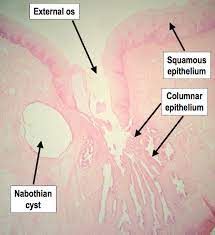 External os
Squamous
epithelium
Columnar
epithelium
Nabothian
cyst